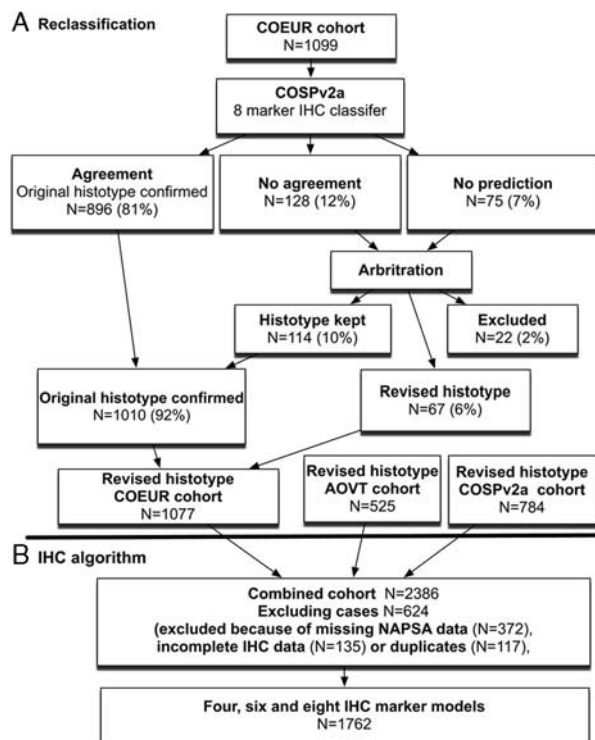 A Reclassification
COEUR cohort
N=1099
COSPv2a
8 marker IHC classifer
Agreement
Original histotype confirmed
N=896 (81%)
No agreement
N=128 (12%)
No prediction
N=75 (7%)
Arbritration
Histotype kept
N=114 (10%)
Excluded
N=22 (2%)
Original histotype confirmed
N=1010 (92%)
Revised histotype
N=67 (6%)
Revised histotype
COEUR cohort
N=1077
Revised histotype
AOVT cohort
N=525
Revised histotype
COSPv2a cohort
N=784
B IHC algorithm
Combined cohort N=2386
Excluding cases N=624
(excluded because of missing NAPSA data (N=372),
incomplete IHC data (N=135) or duplicates (N=117),
Four, six and eight IHC marker models
N=1762